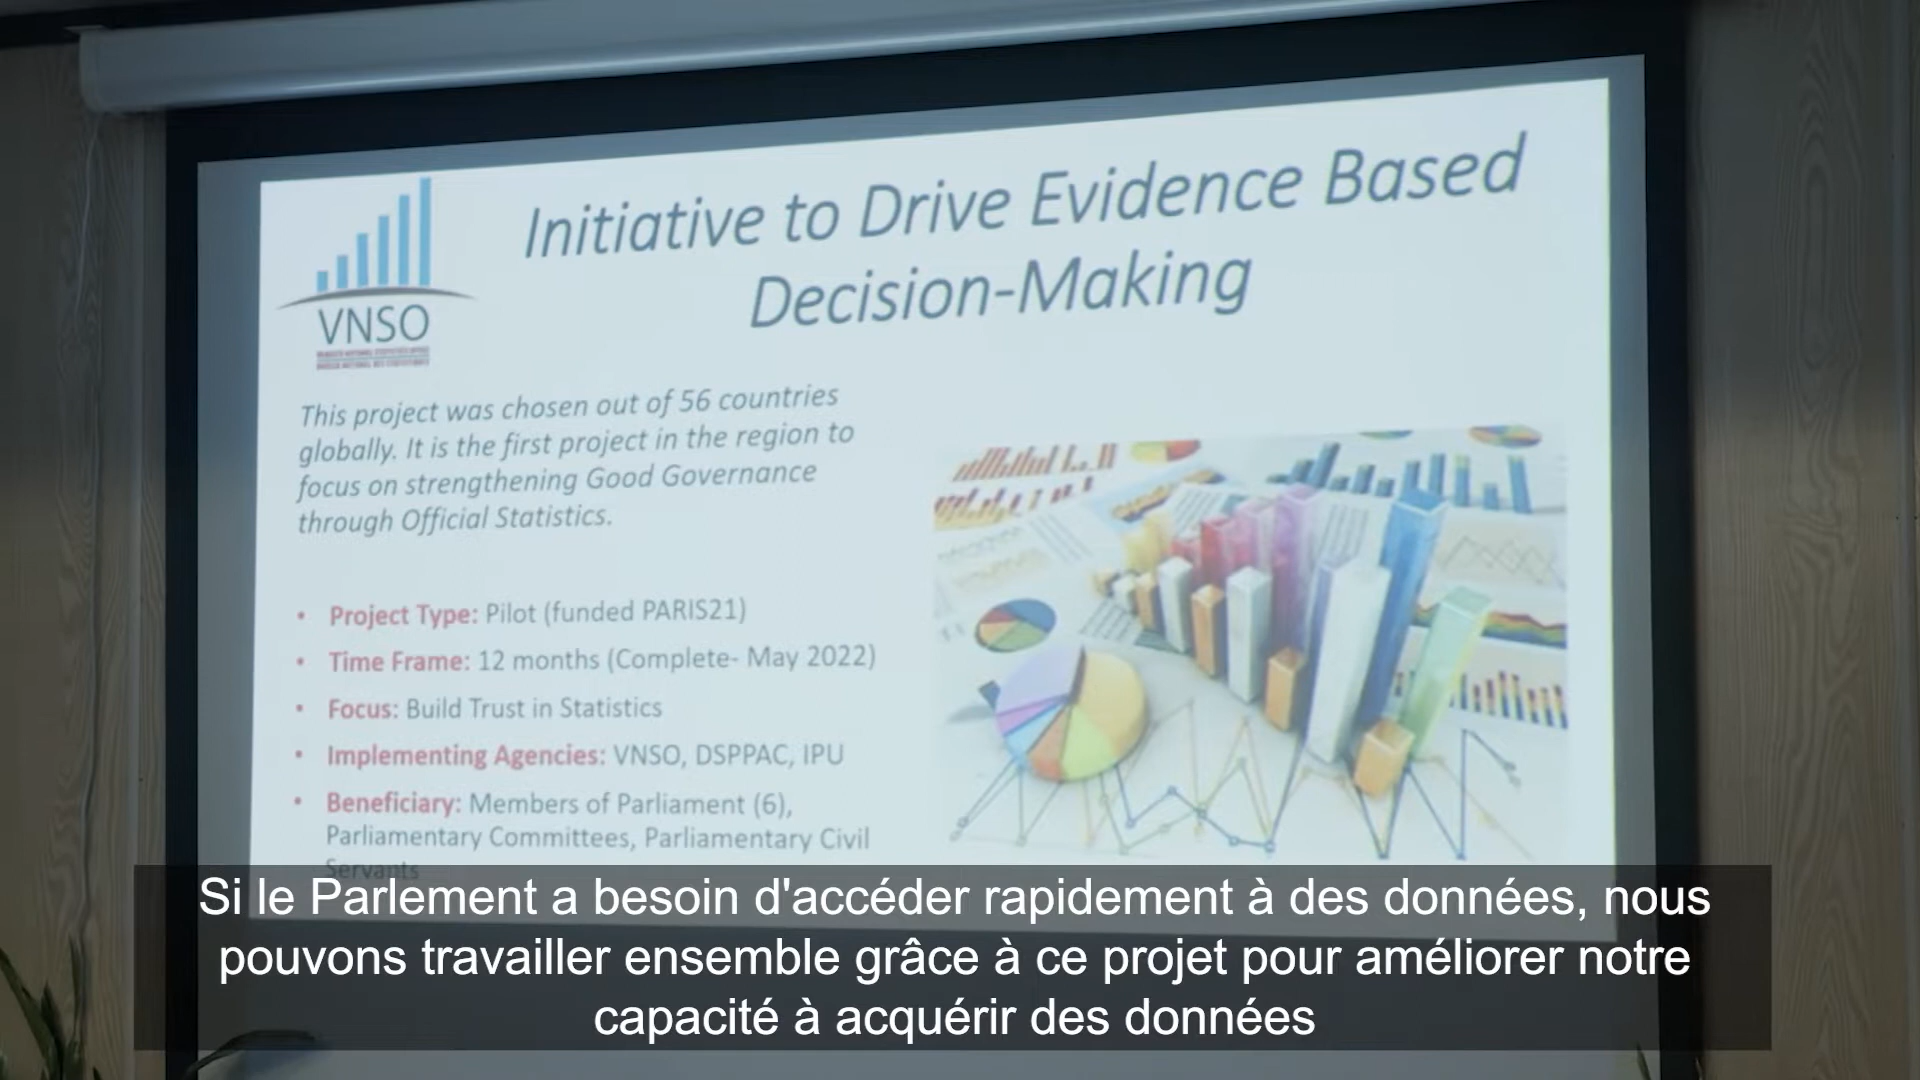 Initiative to Drive Evidence Based
Decision-Making
VNSO
This project was chosen out of 56 countries
globally. It is the first project in the region to
focus on strengthening Good Governance
through Official Statistics.
• Project Type: Pilot (funded PARIS21)
• Time Frame: 12 months (Complete- May 2022)
• Focus: Build Trust in Statistics
• Implementing Agencies: VNSO, DSPPAC, IPU
• Beneficiary: Members of Parliament (6),
Parliamentary Committees, Parliamentary Civil
Servants
Si le Parlement a besoin d'accéder rapidement à des données, nous
pouvons travailler ensemble grâce à ce projet pour améliorer notre
capacité à acquérir des données